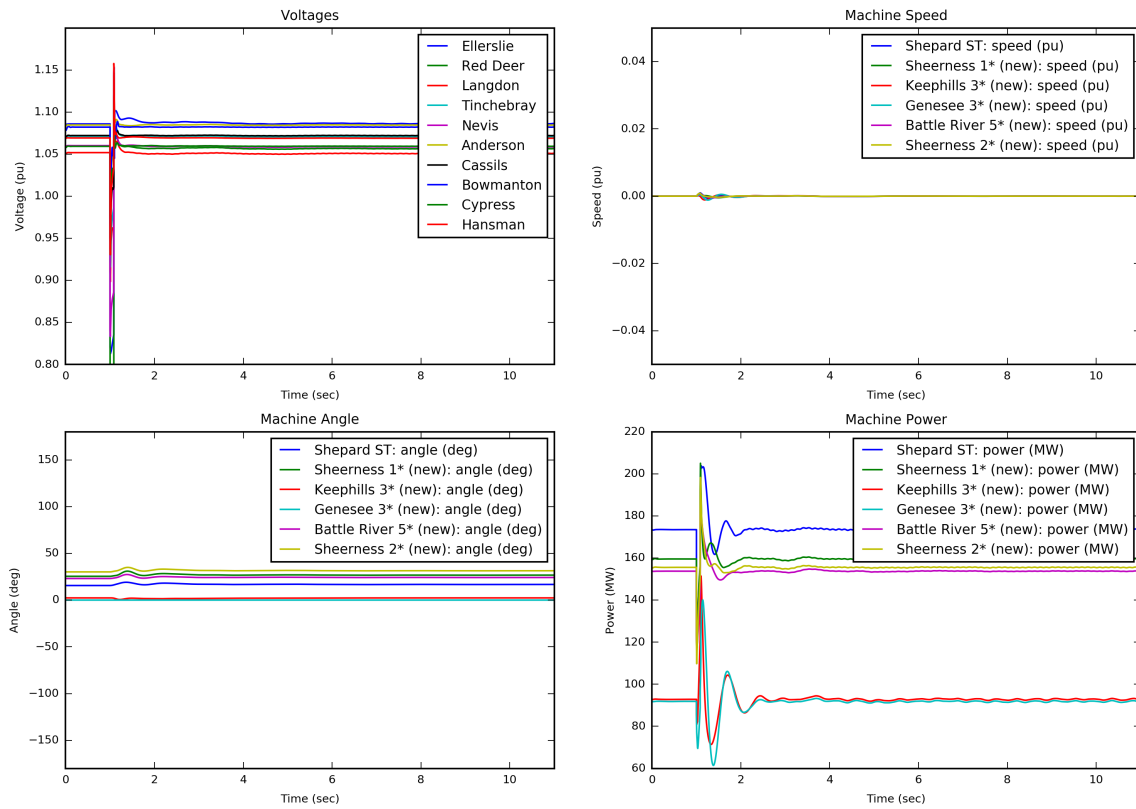 Voltages
Voltage (pu)
1.15
1.10
1.05
1.00
0.95
0.90
0.85
0.80
Ellerslie
Red Deer
Langdon
Tinchebray
Nevis
Anderson
Cassils
Bowmanton
Cypress
Hansman
0 2 4 6 8 10
Time (sec)
Machine Speed
Speed (pu)
0.04
0.02
0.00
−0.02
−0.04
Shepard ST: speed (pu)
Sheerness 1* (new): speed (pu)
Keephills 3* (new): speed (pu)
Genesee 3* (new): speed (pu)
Battle River 5* (new): speed (pu)
Sheerness 2* (new): speed (pu)
0 2 4 6 8 10
Time (sec)
Machine Angle
Angle (deg)
150
100
50
0
−50
−100
−150
Shepard ST: angle (deg)
Sheerness 1* (new): angle (deg)
Keephills 3* (new): angle (deg)
Genesee 3* (new): angle (deg)
Battle River 5* (new): angle (deg)
Sheerness 2* (new): angle (deg)
0 2 4 6 8 10
Time (sec)
Machine Power
Power (MW)
220
200
180
160
140
120
100
80
60
Shepard ST: power (MW)
Sheerness 1* (new): power (MW)
Keephills 3* (new): power (MW)
Genesee 3* (new): power (MW)
Battle River 5* (new): power (MW)
Sheerness 2* (new): power (MW)
0 2 4 6 8 10
Time (sec)